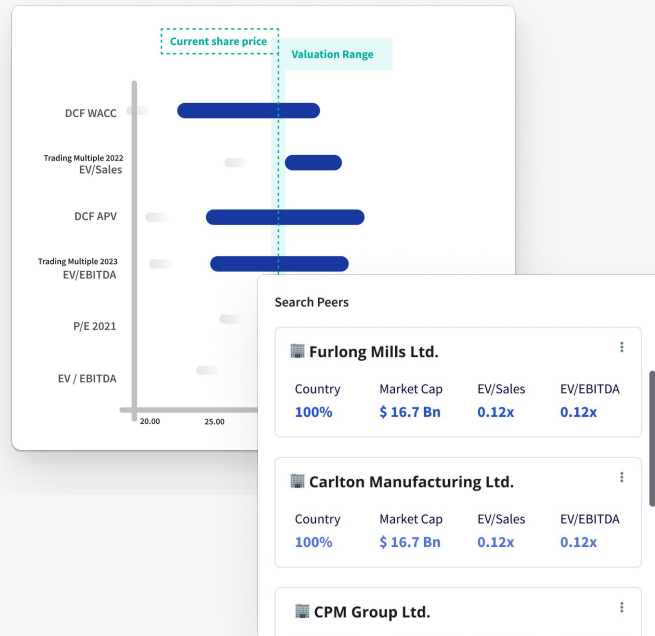 Current share price
Valuation Range
DCF WACC
Trading Multiple 2022
EV/Sales
DCF APV
Trading Multiple 2023
EV/EBITDA
P/E 2021
EV / EBITDA
20.00 25.00
Search Peers
Furlong Mills Ltd.
Country Market Cap EV/Sales EV/EBITDA
100% $ 16.7 Bn 0.12x 0.12x
Carlton Manufacturing Ltd.
Country Market Cap EV/Sales EV/EBITDA
100% $ 16.7 Bn 0.12x 0.12x
CPM Group Ltd.